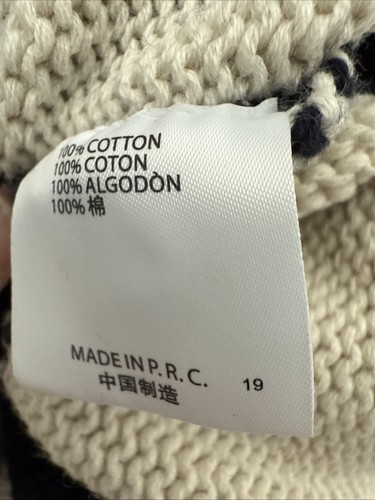 100% COTTON
100% COTON
100% ALGODÒN
100% 棉
MADE IN P. R. C.
中国制造
19